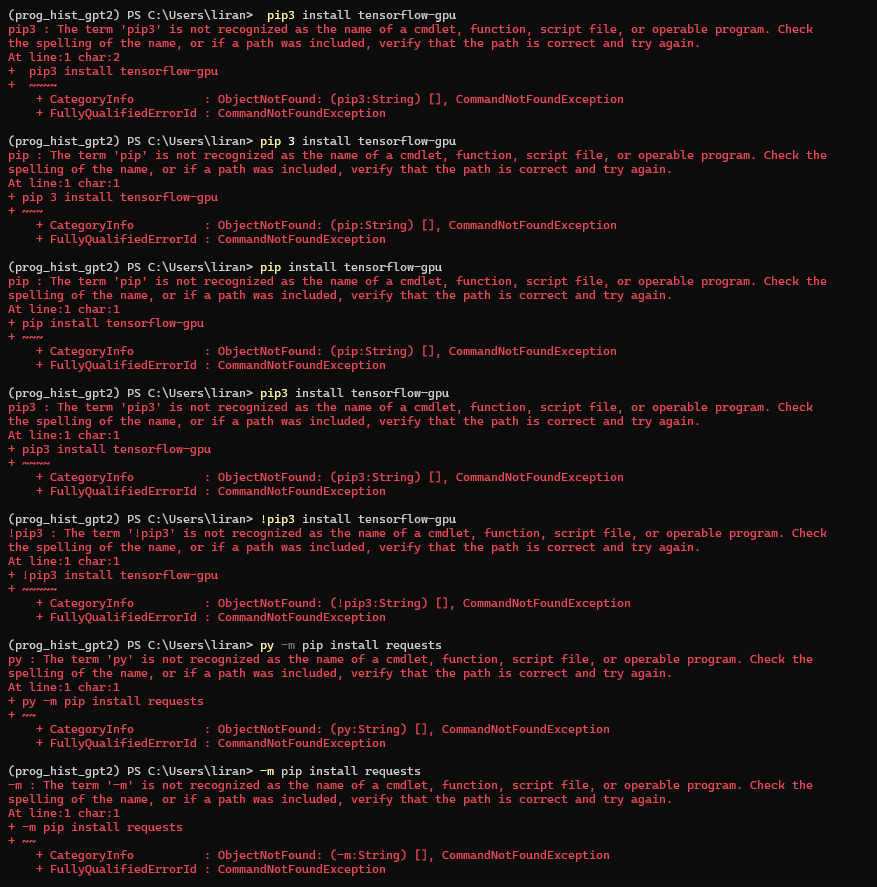 (prog_hist_gpt2) PS C:\Users\liran>  pip3 install tensorflow-gpu
pip3 : The term 'pip3' is not recognized as the name of a cmdlet, function, script file, or operable program. Check
the spelling of the name, or if a path was included, verify that the path is correct and try again.
At line:1 char:2
+  pip3 install tensorflow-gpu
+  ~~~~
    + CategoryInfo          : ObjectNotFound: (pip3:String) [], CommandNotFoundException
    + FullyQualifiedErrorId : CommandNotFoundException

(prog_hist_gpt2) PS C:\Users\liran> pip 3 install tensorflow-gpu
pip : The term 'pip' is not recognized as the name of a cmdlet, function, script file, or operable program. Check the
spelling of the name, or if a path was included, verify that the path is correct and try again.
At line:1 char:1
+ pip 3 install tensorflow-gpu
+ ~~~
    + CategoryInfo          : ObjectNotFound: (pip:String) [], CommandNotFoundException
    + FullyQualifiedErrorId : CommandNotFoundException

(prog_hist_gpt2) PS C:\Users\liran> pip install tensorflow-gpu
pip : The term 'pip' is not recognized as the name of a cmdlet, function, script file, or operable program. Check the
spelling of the name, or if a path was included, verify that the path is correct and try again.
At line:1 char:1
+ pip install tensorflow-gpu
+ ~~~
    + CategoryInfo          : ObjectNotFound: (pip:String) [], CommandNotFoundException
    + FullyQualifiedErrorId : CommandNotFoundException

(prog_hist_gpt2) PS C:\Users\liran> pip3 install tensorflow-gpu
pip3 : The term 'pip3' is not recognized as the name of a cmdlet, function, script file, or operable program. Check
the spelling of the name, or if a path was included, verify that the path is correct and try again.
At line:1 char:1
+ pip3 install tensorflow-gpu
+ ~~~~
    + CategoryInfo          : ObjectNotFound: (pip3:String) [], CommandNotFoundException
    + FullyQualifiedErrorId : CommandNotFoundException

(prog_hist_gpt2) PS C:\Users\liran> !pip3 install tensorflow-gpu
!pip3 : The term '!pip3' is not recognized as the name of a cmdlet, function, script file, or operable program. Check
the spelling of the name, or if a path was included, verify that the path is correct and try again.
At line:1 char:1
+ !pip3 install tensorflow-gpu
+ ~~~~~
    + CategoryInfo          : ObjectNotFound: (!pip3:String) [], CommandNotFoundException
    + FullyQualifiedErrorId : CommandNotFoundException

(prog_hist_gpt2) PS C:\Users\liran> py -m pip install requests
py : The term 'py' is not recognized as the name of a cmdlet, function, script file, or operable program. Check the
spelling of the name, or if a path was included, verify that the path is correct and try again.
At line:1 char:1
+ py -m pip install requests
+ ~~
    + CategoryInfo          : ObjectNotFound: (py:String) [], CommandNotFoundException
    + FullyQualifiedErrorId : CommandNotFoundException

(prog_hist_gpt2) PS C:\Users\liran> -m pip install requests
-m : The term '-m' is not recognized as the name of a cmdlet, function, script file, or operable program. Check the
spelling of the name, or if a path was included, verify that the path is correct and try again.
At line:1 char:1
+ -m pip install requests
+ ~~
    + CategoryInfo          : ObjectNotFound: (-m:String) [], CommandNotFoundException
    + FullyQualifiedErrorId : CommandNotFoundException